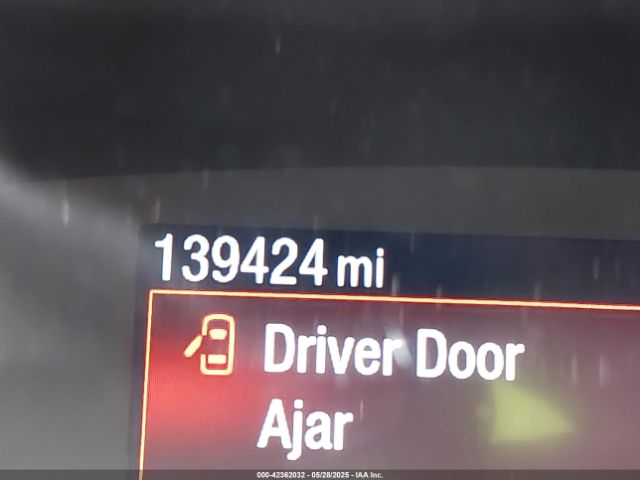 139424 mi
Driver Door
Ajar
000-42362032 - 05/28/2025 - IAA Inc.